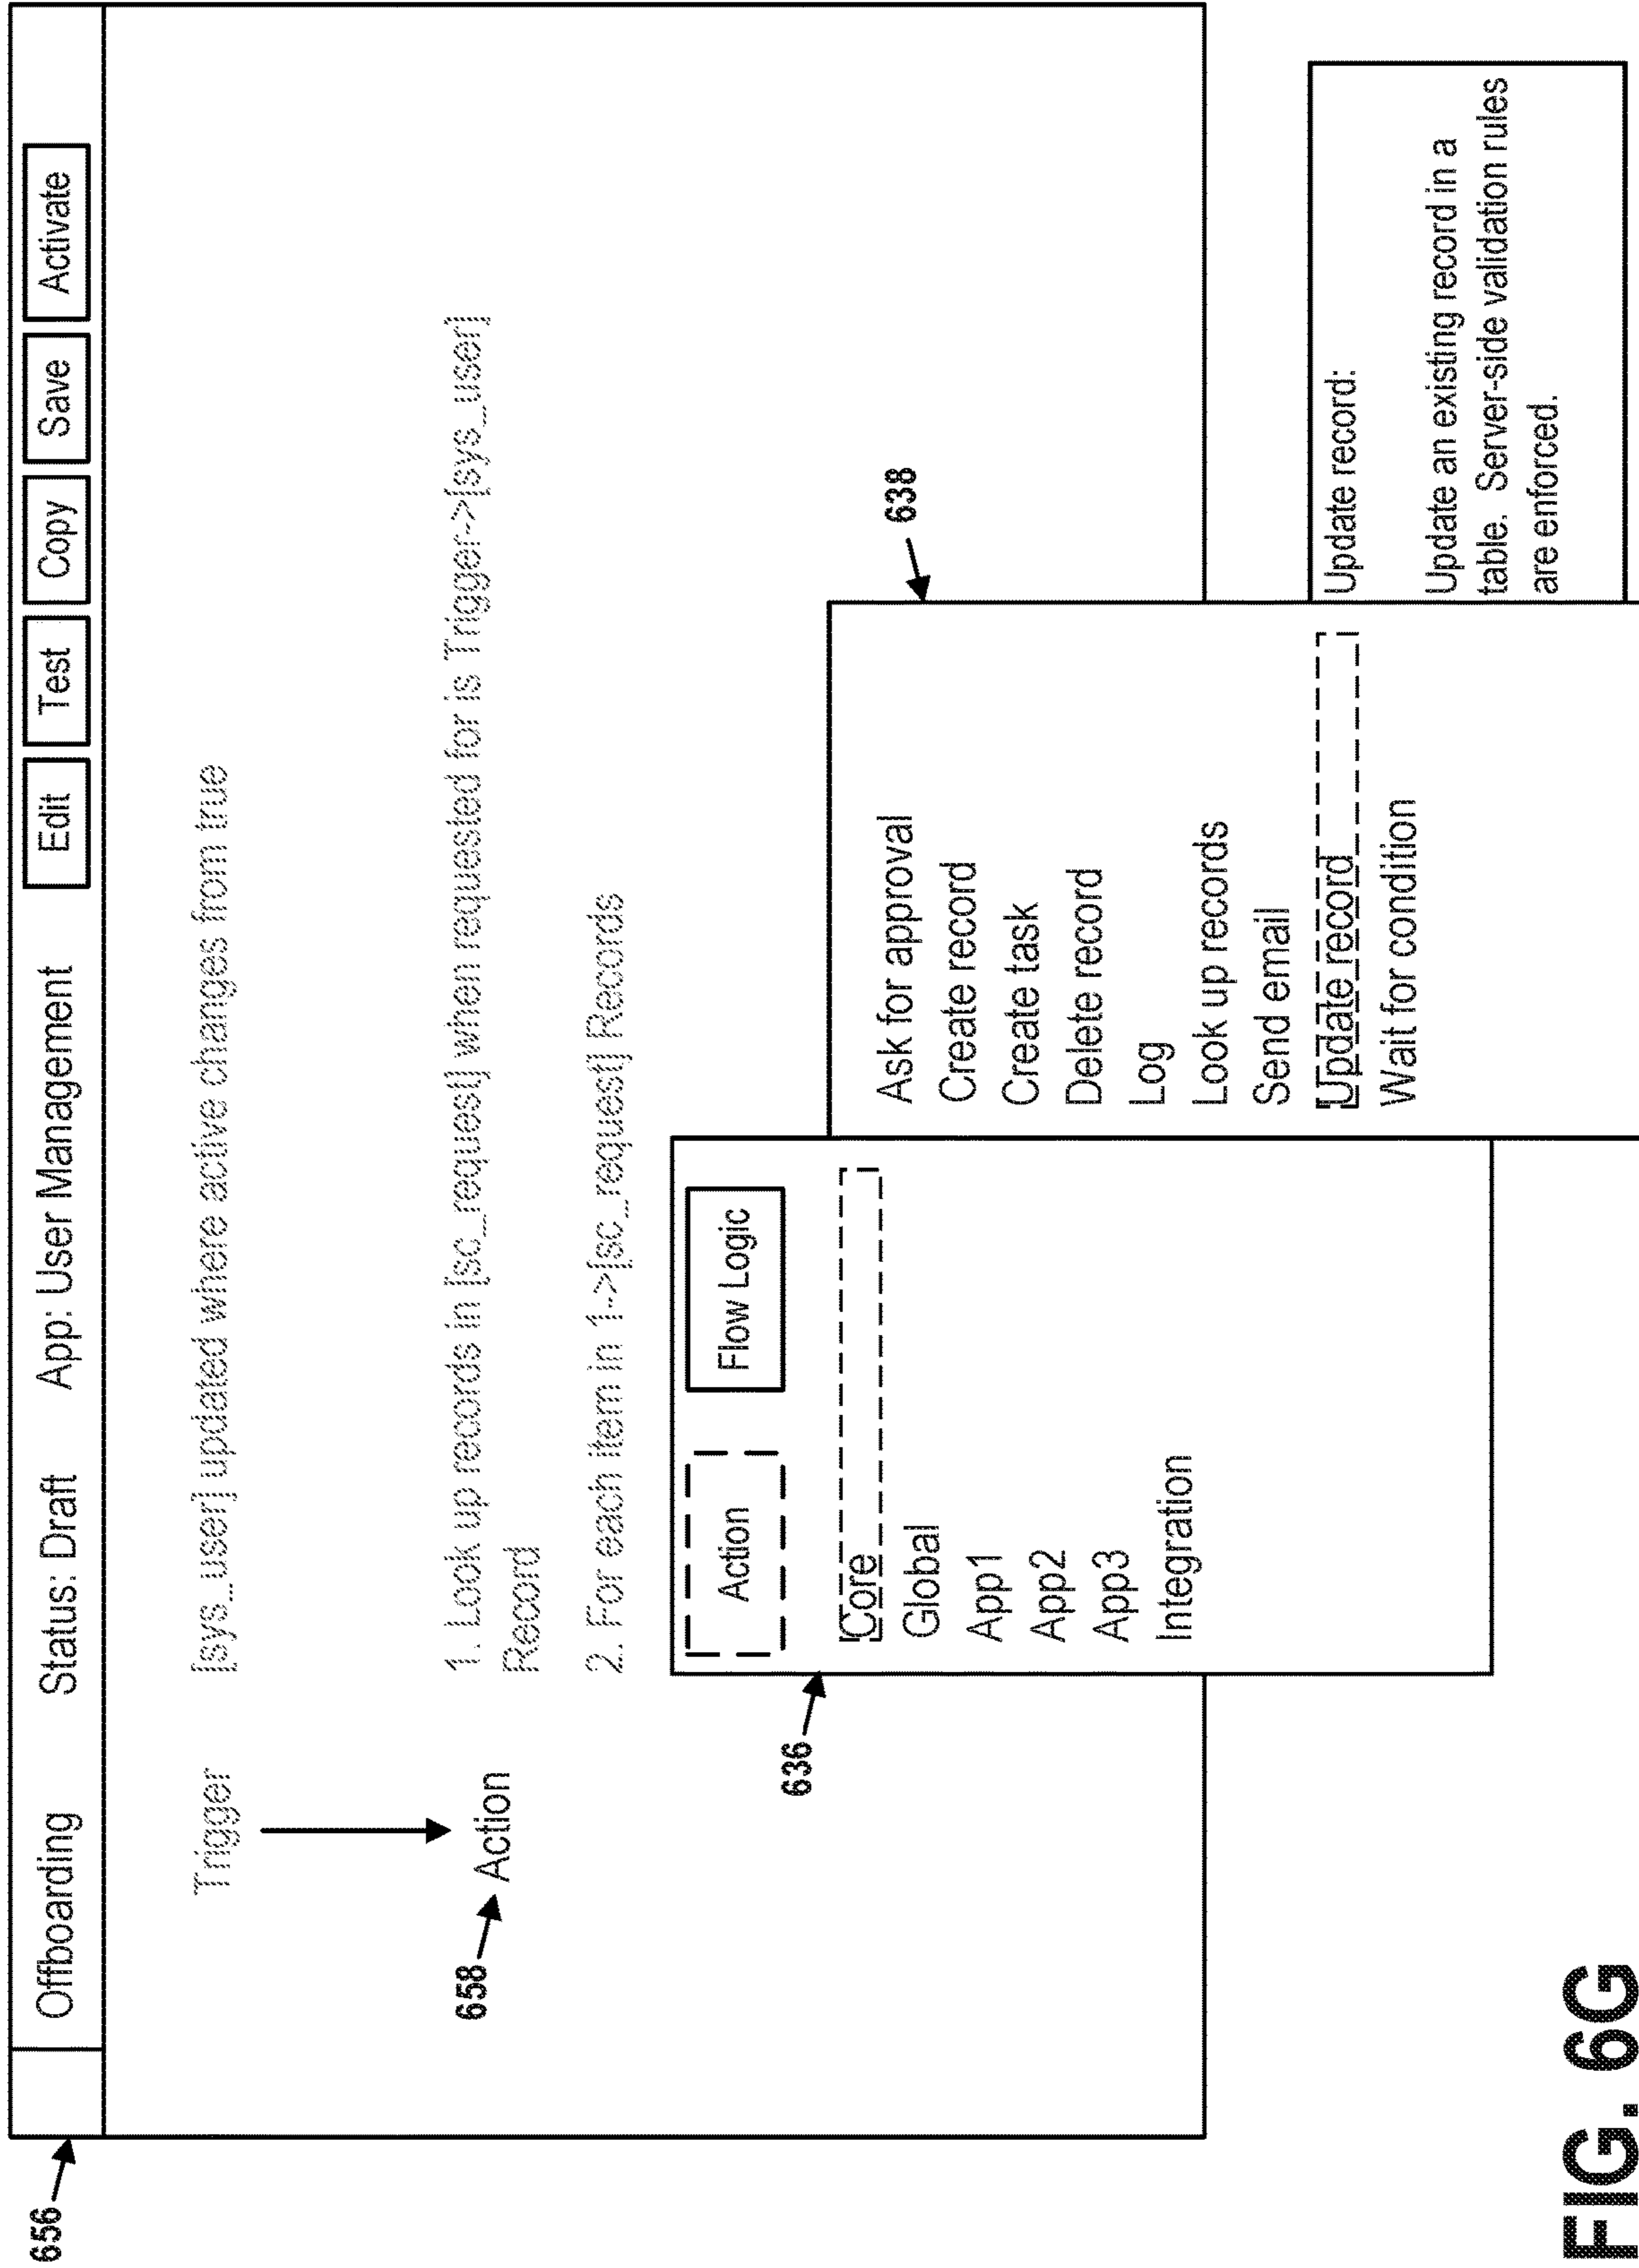 656
Offboarding Status: Draft App: User Management Edit Test Copy Save Activate
Trigger [sys_user] updated where active changes from true
658
Action
1. Look up records in [sc_request] when requested for is Trigger->[sys_user]
Record
2. For each item in 1->[sc_request] Records
636
Action Flow Logic
Core
Global
App1
App2
App3
Integration
638
Ask for approval
Create record
Create task
Delete record
Log
Look up records
Send email
Update record
Wait for condition
Update record:
Update an existing record in a
table. Server-side validation rules
are enforced.
FIG. 6G